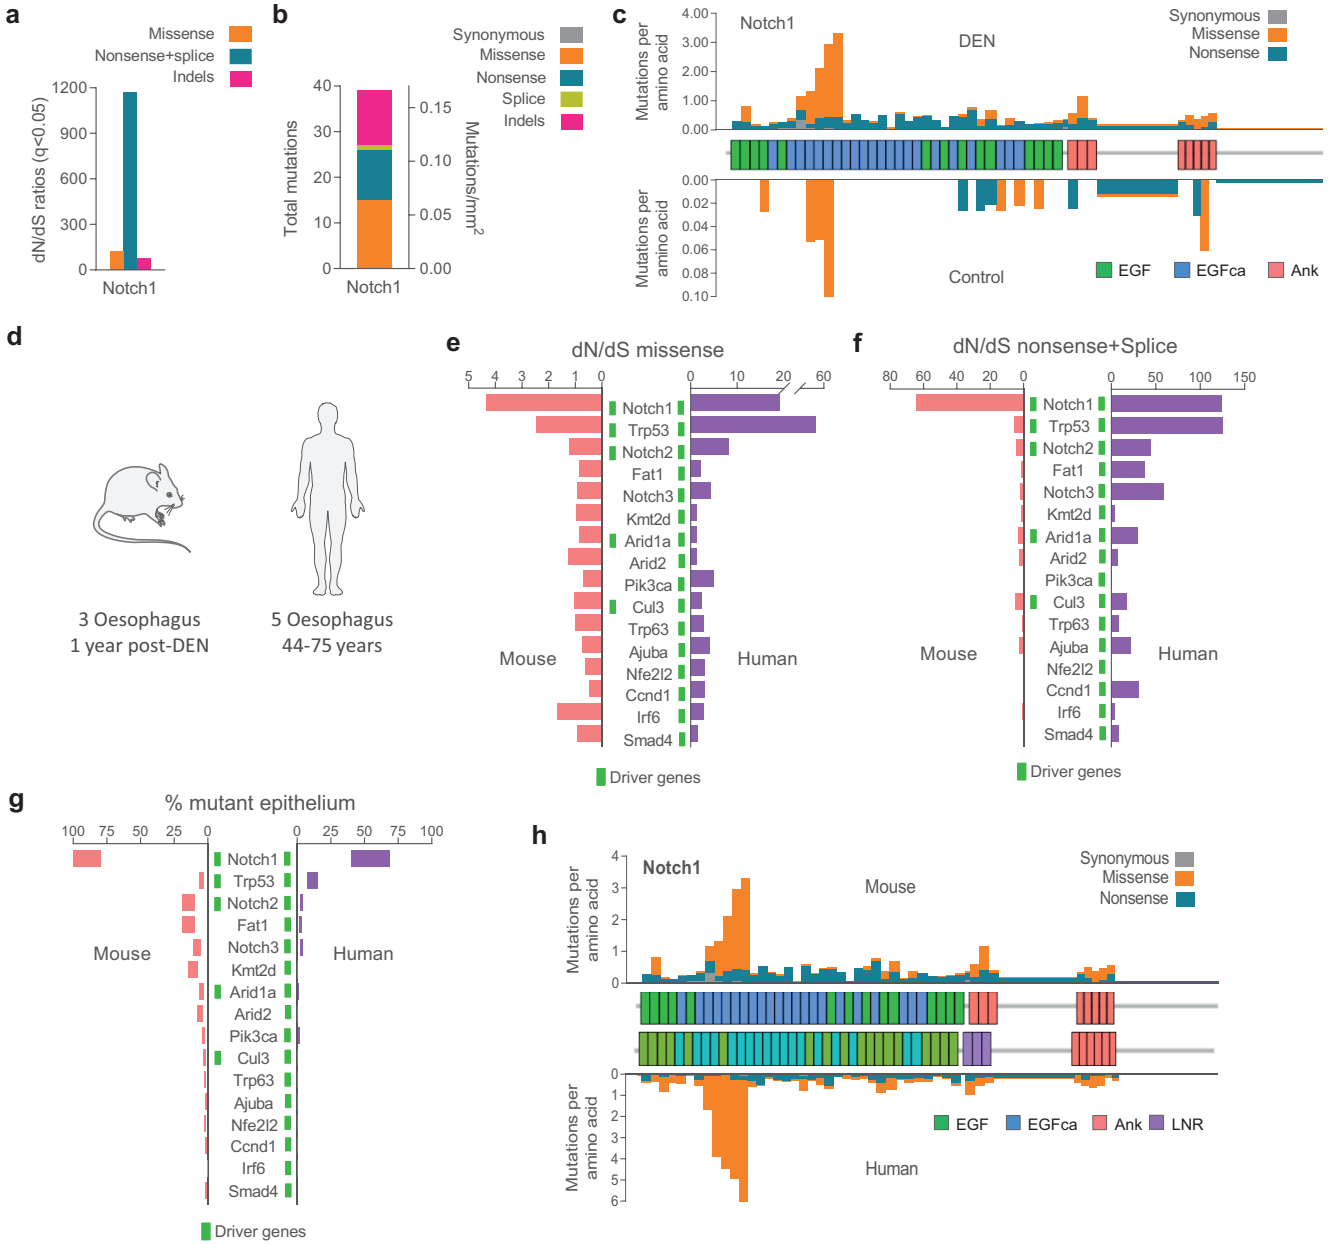 a
Missense
Nonsense+splice
Indels
dN/dS ratios (q<0.05)
1200
900
600
300
0
Notch1
b
Synonymous
Missense
Nonsense
Splice
Indels
Total mutations
40
30
20
10
0
0.15
0.10
0.05
0.00
Mutations/mm2
Notch1
c
Notch1
DEN
Synonymous
Missense
Nonsense
Mutations per
amino acid
4.00
3.00
2.00
1.00
0.00
Mutations per
amino acid
0.00
0.02
0.04
0.06
0.08
0.10
Control
EGF
EGFca
Ank
d
3 Oesophagus
1 year post-DEN
5 Oesophagus
44-75 years
e
dN/dS missense
5 4 3 2 1 0
0 10 20 60
Notch1
Trp53
Notch2
Fat1
Notch3
Kmt2d
Arid1a
Arid2
Pik3ca
Cul3
Trp63
Ajuba
Nfe2l2
Ccnd1
Irf6
Smad4
Mouse
Human
Driver genes
f
dN/dS nonsense+Splice
80 60 40 20 0
0 50 100 150
Notch1
Trp53
Notch2
Fat1
Notch3
Kmt2d
Arid1a
Arid2
Pik3ca
Cul3
Trp63
Ajuba
Nfe2l2
Ccnd1
Irf6
Smad4
Mouse
Human
Driver genes
g
% mutant epithelium
100 75 50 25 0
0 25 50 75 100
Notch1
Trp53
Notch2
Fat1
Notch3
Kmt2d
Arid1a
Arid2
Pik3ca
Cul3
Trp63
Ajuba
Nfe2l2
Ccnd1
Irf6
Smad4
Mouse
Human
Driver genes
h
Notch1
Mouse
Synonymous
Missense
Nonsense
Mutations per
amino acid
4
3
2
1
0
Mutations per
amino acid
0
1
2
3
4
5
6
EGF
EGFca
Ank
LNR
Human